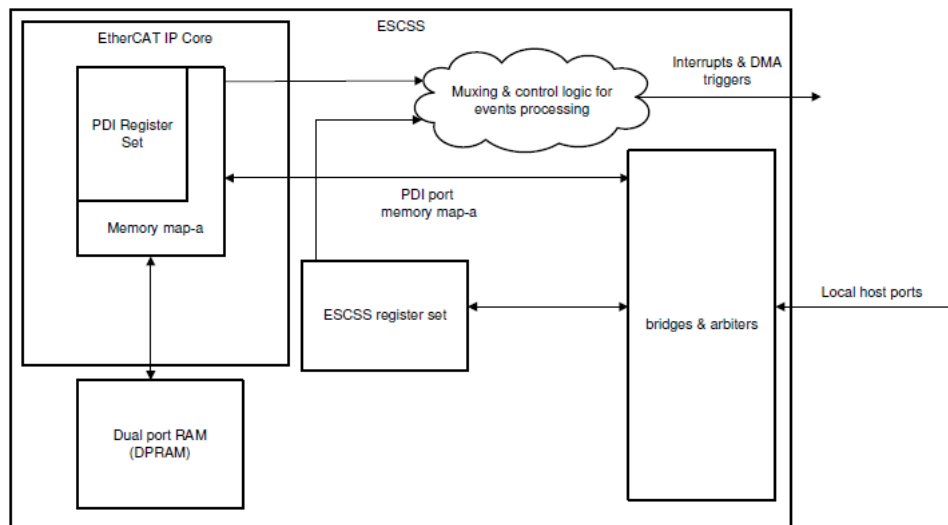 ESCSS
EtherCAT IP Core
PDI Register
Set
Memory map-a
Muxing & control logic for
events processing
Interrupts & DMA
triggers
PDI port
memory map-a
ESCSS register set
bridges & arbiters
Local host ports
Dual port RAM
(DPRAM)